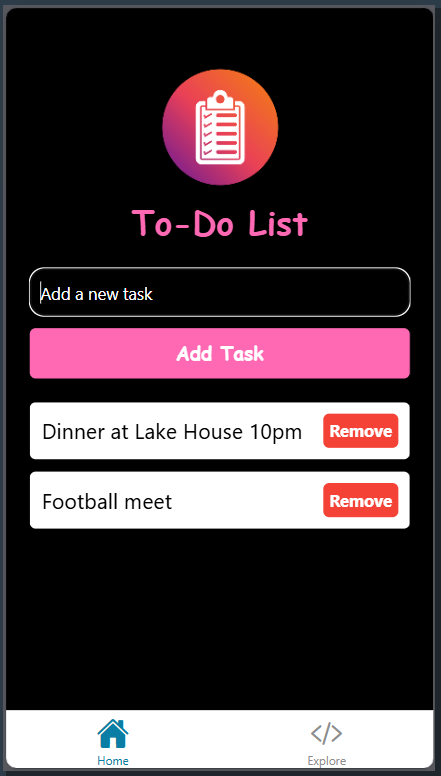 To-Do List
Add a new task
Add Task
Dinner at Lake House 10pm
Remove
Football meet
Remove
Home
Explore